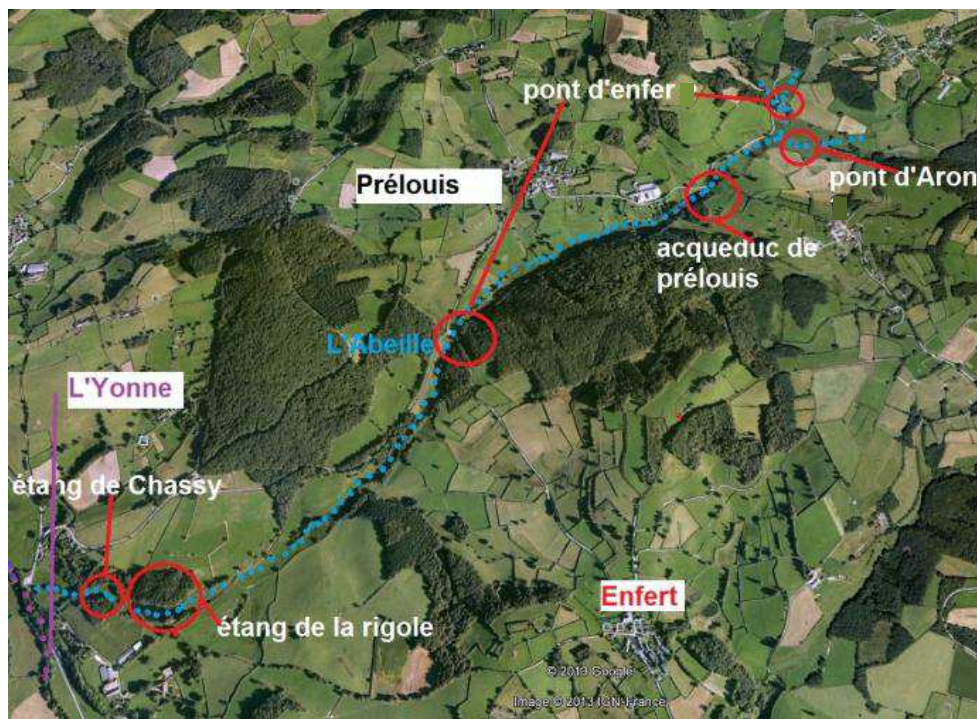 pont d'enfer
Prélouis
pont d'Aron
acqueduc de
prélouis
L'Abeille
L'Yonne
étang de Chassy
Enfert
étang de la rigole
© 2013 Google
Image © 2013 IGN-France